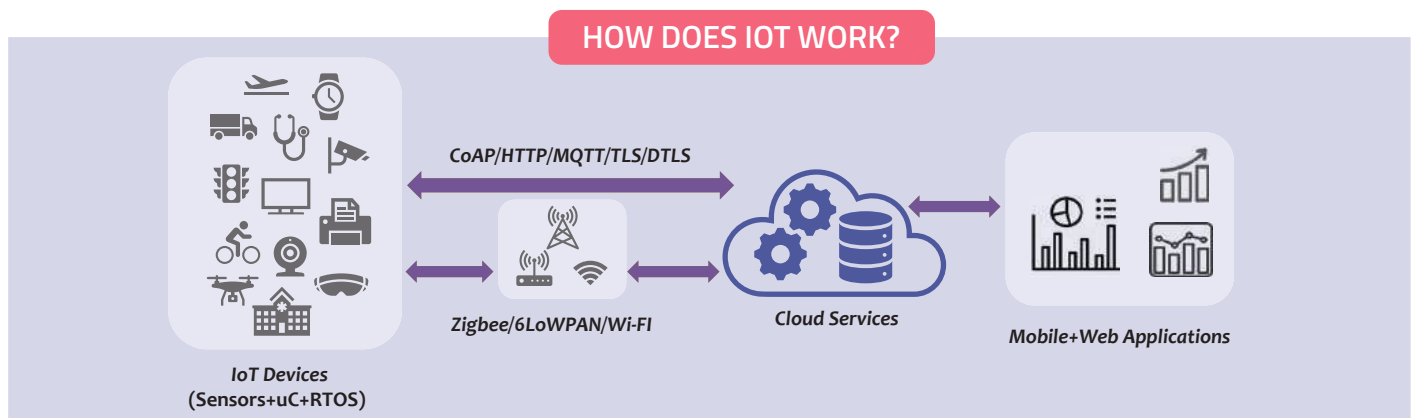 HOW DOES IOT WORK?
CoAP/HTTP/MQTT/TLS/DTLS
Zigbee/6LoWPAN/Wi-FI
Cloud Services
Mobile+Web Applications
IoT Devices
(Sensors+uC+RTOS)